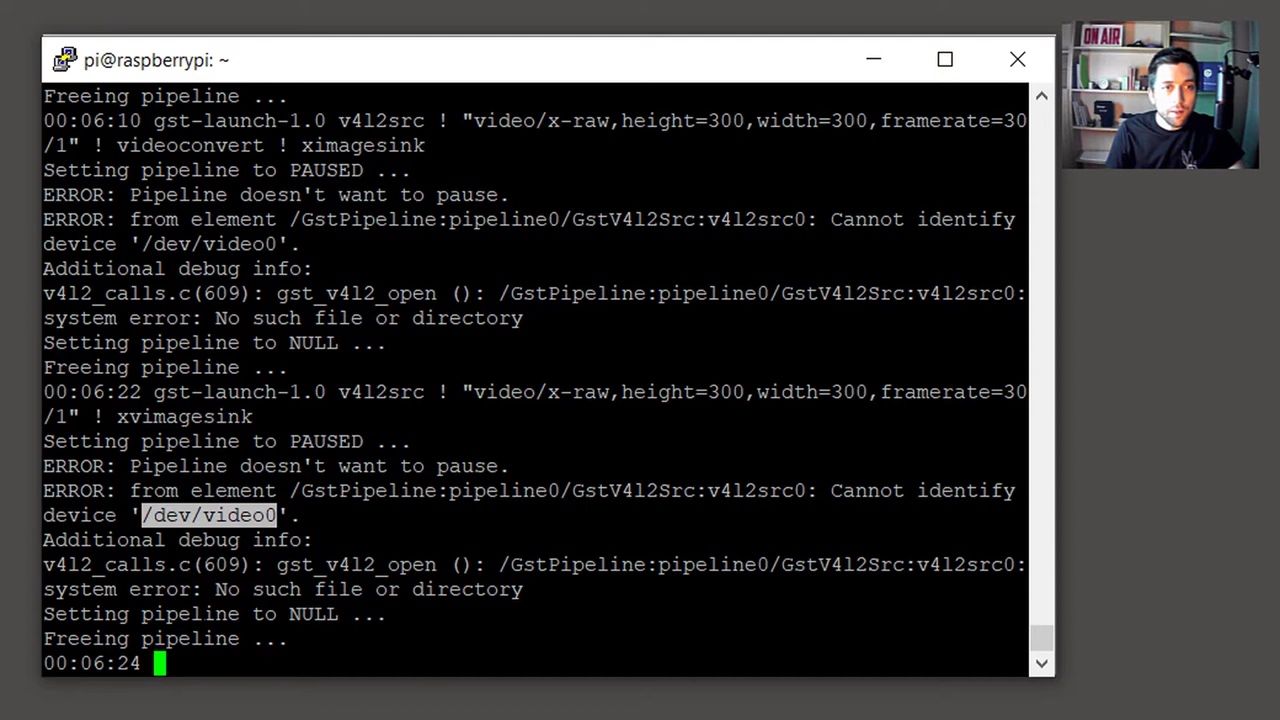 pi@raspberrypi: ~
ON AIR
Freeing pipeline ...
00:06:10 gst-launch-1.0 v4l2src ! "video/x-raw,height=300,width=300,framerate=30
/1" ! videoconvert ! ximagesink
Setting pipeline to PAUSED ...
ERROR: Pipeline doesn't want to pause.
ERROR: from element /GstPipeline:pipeline0/GstV4l2Src:v4l2src0: Cannot identify
device '/dev/video0'.
Additional debug info:
v4l2_calls.c(609): gst_v4l2_open (): /GstPipeline:pipeline0/GstV4l2Src:v4l2src0:
system error: No such file or directory
Setting pipeline to NULL ...
Freeing pipeline ...
00:06:22 gst-launch-1.0 v4l2src ! "video/x-raw,height=300,width=300,framerate=30
/1" ! xvimagesink
Setting pipeline to PAUSED ...
ERROR: Pipeline doesn't want to pause.
ERROR: from element /GstPipeline:pipeline0/GstV4l2Src:v4l2src0: Cannot identify
device '/dev/video0'.
Additional debug info:
v4l2_calls.c(609): gst_v4l2_open (): /GstPipeline:pipeline0/GstV4l2Src:v4l2src0:
system error: No such file or directory
Setting pipeline to NULL ...
Freeing pipeline ...
00:06:24